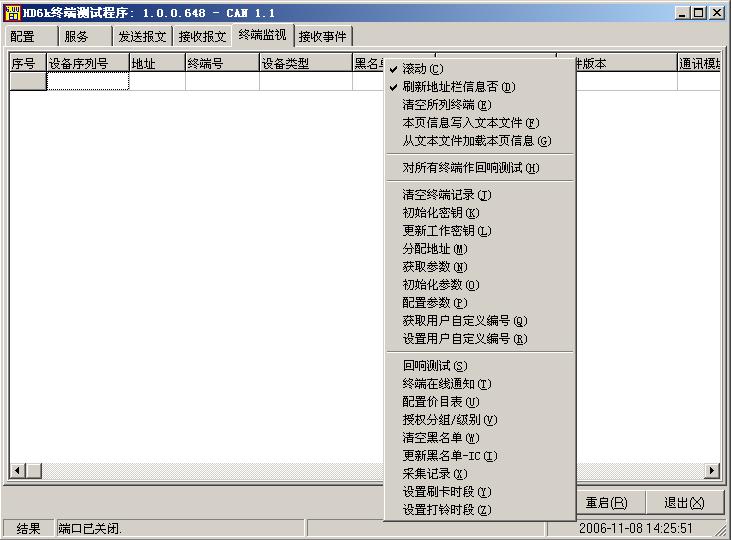 HD6k终端测试程序: 1.0.0.648 - CAN 1.1
配置 服务 发送报文 接收报文 终端监视 接收事件
序号 设备序列号 地址 终端号 设备类型 黑名单 件版本 通讯模块
滚动(C)
刷新地址栏信息否(D)
清空所列终端(E)
本页信息写入文本文件(F)
从文本文件加载本页信息(G)
对所有终端作回响测试(H)
清空终端记录(J)
初始化密钥(K)
更新工作密钥(L)
分配地址(M)
获取参数(N)
初始化参数(O)
配置参数(P)
获取用户自定义编号(Q)
设置用户自定义编号(R)
回响测试(S)
终端在线通知(T)
配置价目表(U)
授权分组/级别(V)
清空黑名单(W)
更新黑名单-IC(I)
采集记录(X)
设置刷卡时段(Y)
设置打铃时段(Z)
重启(R) 退出(X)
结果 端口已关闭. 2006-11-08 14:25:51